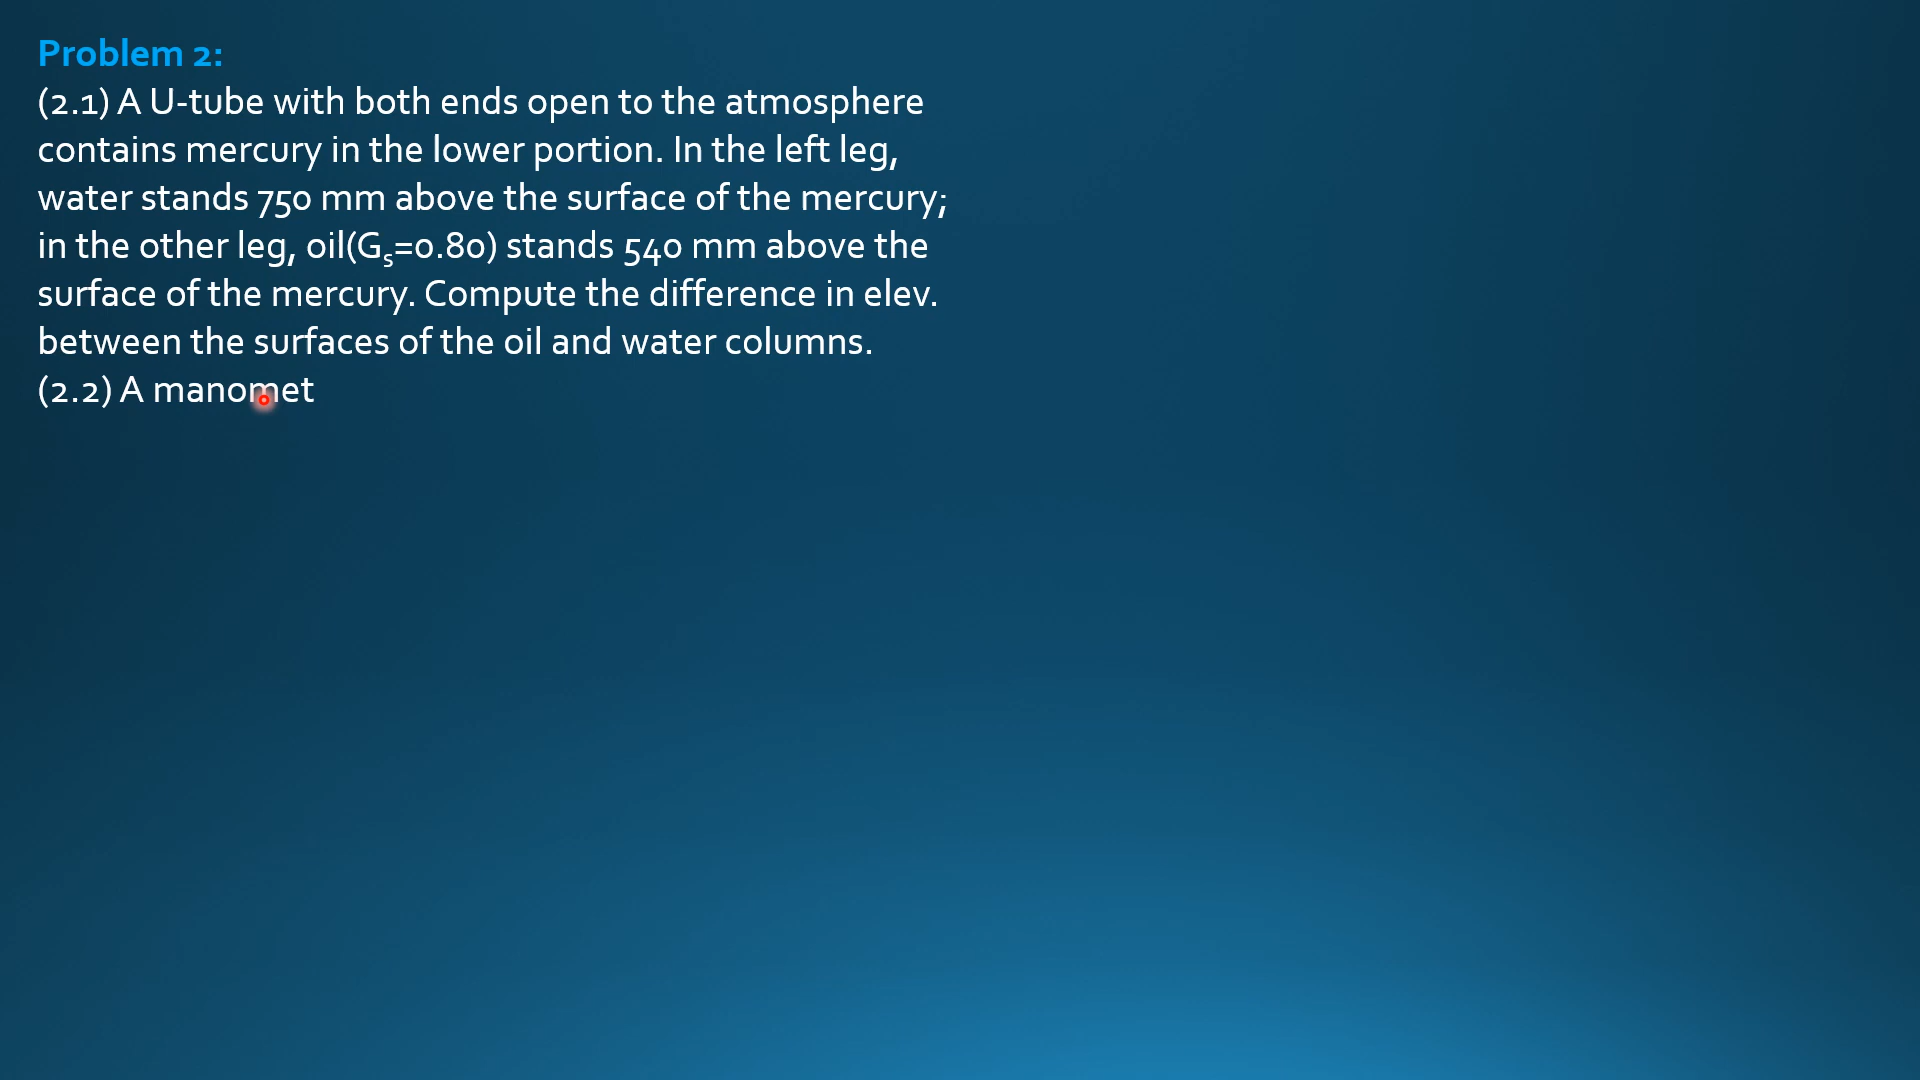 Problem 2:
(2.1) A U-tube with both ends open to the atmosphere
contains mercury in the lower portion. In the left leg,
water stands 750 mm above the surface of the mercury;
in the other leg, oil(Gₛ=0.80) stands 540 mm above the
surface of the mercury. Compute the difference in elev.
between the surfaces of the oil and water columns.
(2.2) A manomet